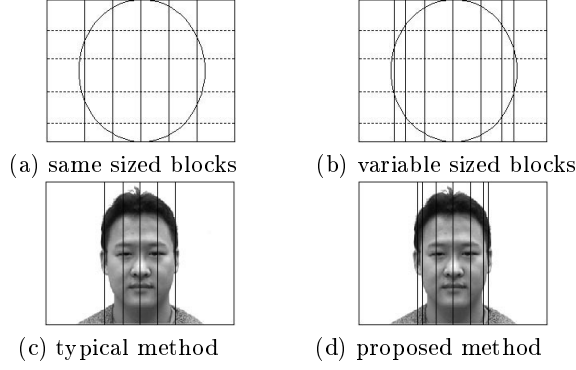 (a) same sized blocks
(b) variable sized blocks
(c) typical method
(d) proposed method